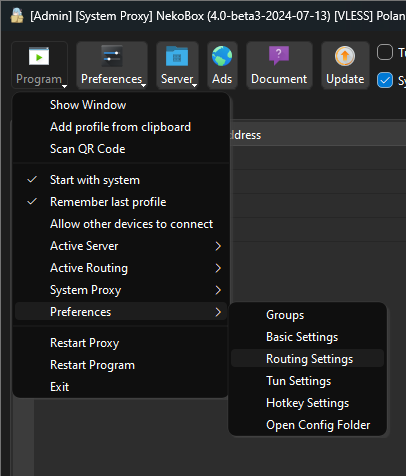 [Admin] [System Proxy] NekoBox (4.0-beta3-2024-07-13) [VLESS] Polan
Program
Preferences
Server
Ads
Document
Update
Show Window
Add profile from clipboard
Scan QR Code
Start with system
Remember last profile
Allow other devices to connect
Active Server
Active Routing
System Proxy
Preferences
Restart Proxy
Restart Program
Exit
Groups
Basic Settings
Routing Settings
Tun Settings
Hotkey Settings
Open Config Folder